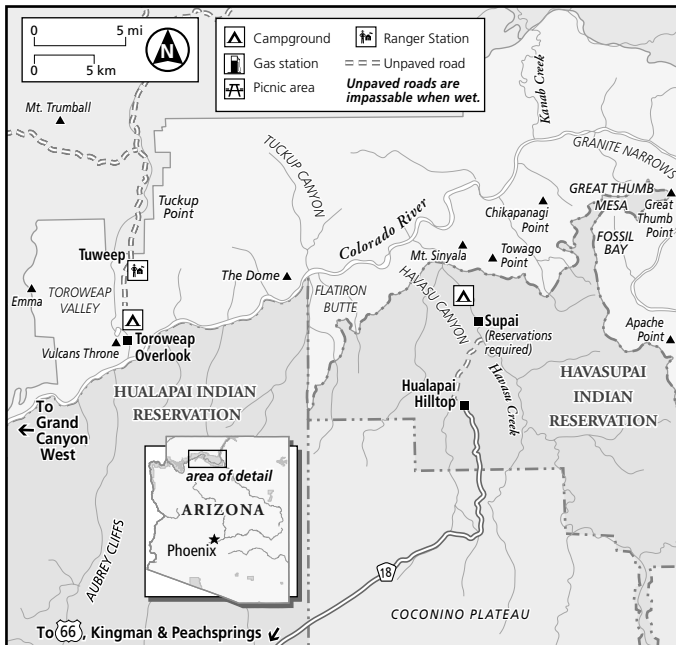 0 5 mi
0 5 km
N
Campground
Ranger Station
Gas station
Unpaved road
Picnic area
Unpaved roads are
impassable when wet.
Mt. Trumball
Kanab Creek
TUCKUP CANYON
GRANITE NARROWS
Tuckup
Point
GREAT THUMB
MESA
Great
Thumb
Point
Colorado River
Chikapanagi
Point
FOSSIL
BAY
Tuweep
Mt. Sinyala
Towago
Point
The Dome
Emma
TOROWEAP
VALLEY
FLATIRON
BUTTE
HAVASU CANYON
Supai
(Reservations
required)
Apache
Point
Vulcans Throne
Toroweap
Overlook
HUALAPAI INDIAN
RESERVATION
Hualapai
Hilltop
Havasu Creek
HAVASUPAI
INDIAN
RESERVATION
To
Grand
Canyon
West
area of detail
ARIZONA
Phoenix
AUBREY CLIFFS
18
COCONINO PLATEAU
To 66, Kingman & Peachsprings